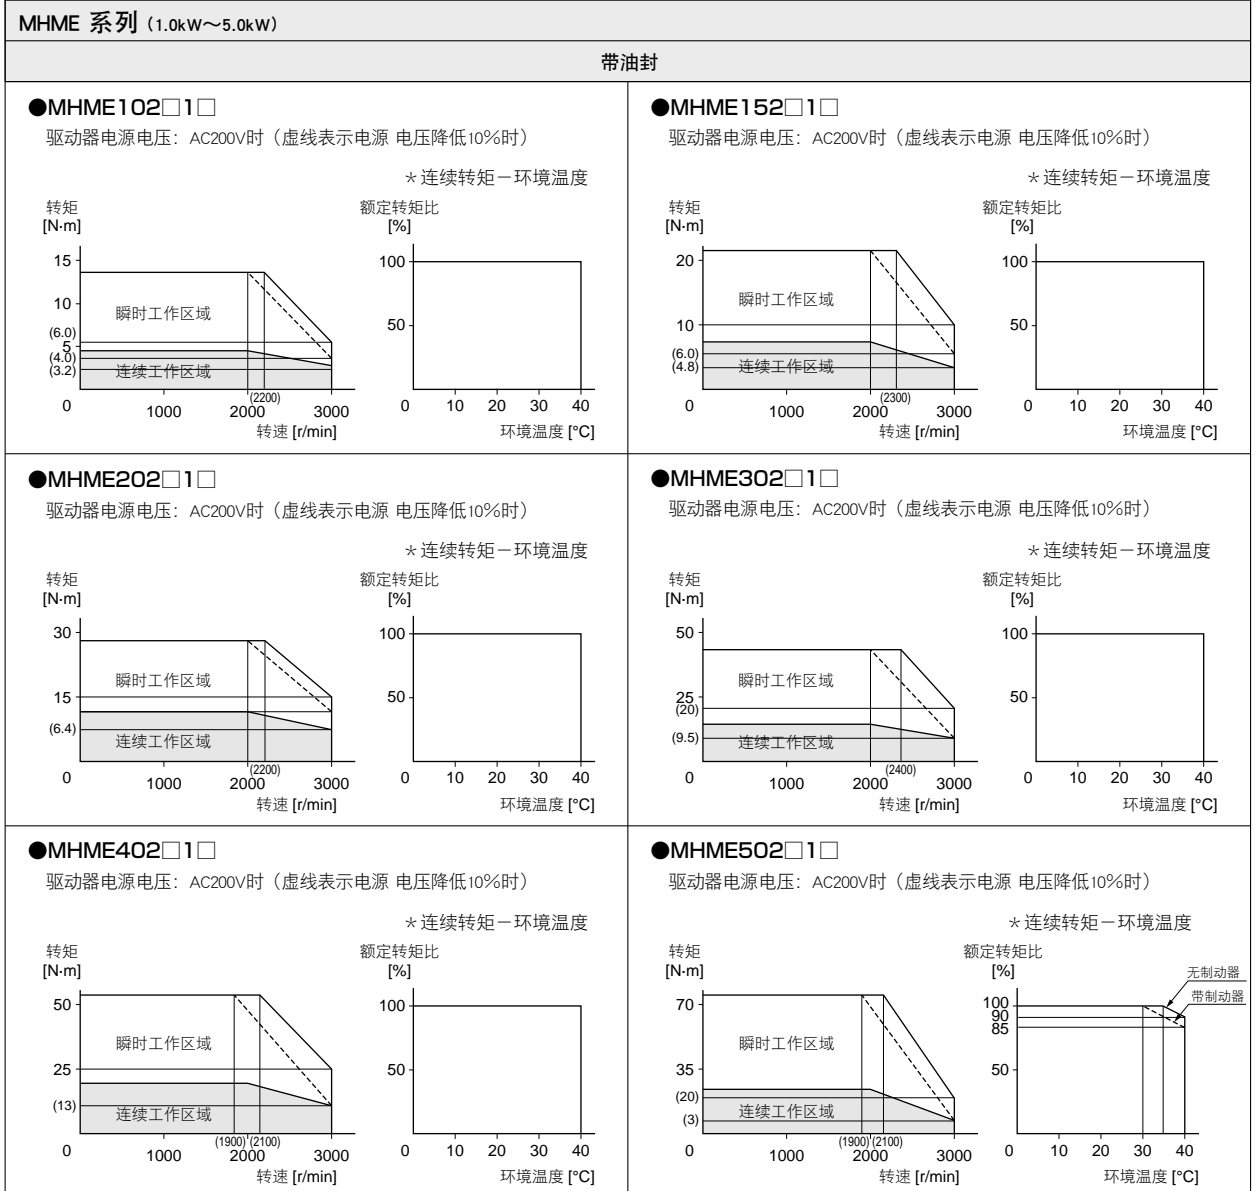 MHME 系列 (1.0kW～5.0kW)
带油封
●MHME102□1□
驱动器电源电压：AC200V时（虚线表示电源 电压降低10%时）
＊连续转矩－环境温度
转矩
[N·m]
15
10
(6.0)
5
(4.0)
(3.2)
瞬时工作区域
连续工作区域
0
1000
2000
(2200)
3000
转速 [r/min]
额定转矩比
[%]
100
50
0 10 20 30 40
环境温度 [°C]
●MHME152□1□
驱动器电源电压：AC200V时（虚线表示电源 电压降低10%时）
＊连续转矩－环境温度
转矩
[N·m]
20
10
(6.0)
(4.8)
瞬时工作区域
连续工作区域
0
1000
2000
(2300)
3000
转速 [r/min]
额定转矩比
[%]
100
50
0 10 20 30 40
环境温度 [°C]
●MHME202□1□
驱动器电源电压：AC200V时（虚线表示电源 电压降低10%时）
＊连续转矩－环境温度
转矩
[N·m]
30
15
(6.4)
瞬时工作区域
连续工作区域
0
1000
2000
(2200)
3000
转速 [r/min]
额定转矩比
[%]
100
50
0 10 20 30 40
环境温度 [°C]
●MHME302□1□
驱动器电源电压：AC200V时（虚线表示电源 电压降低10%时）
＊连续转矩－环境温度
转矩
[N·m]
50
25
(20)
(9.5)
瞬时工作区域
连续工作区域
0
1000
2000
(2400)
3000
转速 [r/min]
额定转矩比
[%]
100
50
0 10 20 30 40
环境温度 [°C]
●MHME402□1□
驱动器电源电压：AC200V时（虚线表示电源 电压降低10%时）
＊连续转矩－环境温度
转矩
[N·m]
50
25
(13)
瞬时工作区域
连续工作区域
(1900) (2100)
0
1000
2000
3000
转速 [r/min]
额定转矩比
[%]
100
50
0 10 20 30 40
环境温度 [°C]
●MHME502□1□
驱动器电源电压：AC200V时（虚线表示电源 电压降低10%时）
＊连续转矩－环境温度
转矩
[N·m]
70
35
(20)
(3)
瞬时工作区域
连续工作区域
(1900) (2100)
0
1000
2000
3000
转速 [r/min]
额定转矩比
[%]
无制动器
带制动器
100
90
85
50
0 10 20 30 40
环境温度 [°C]